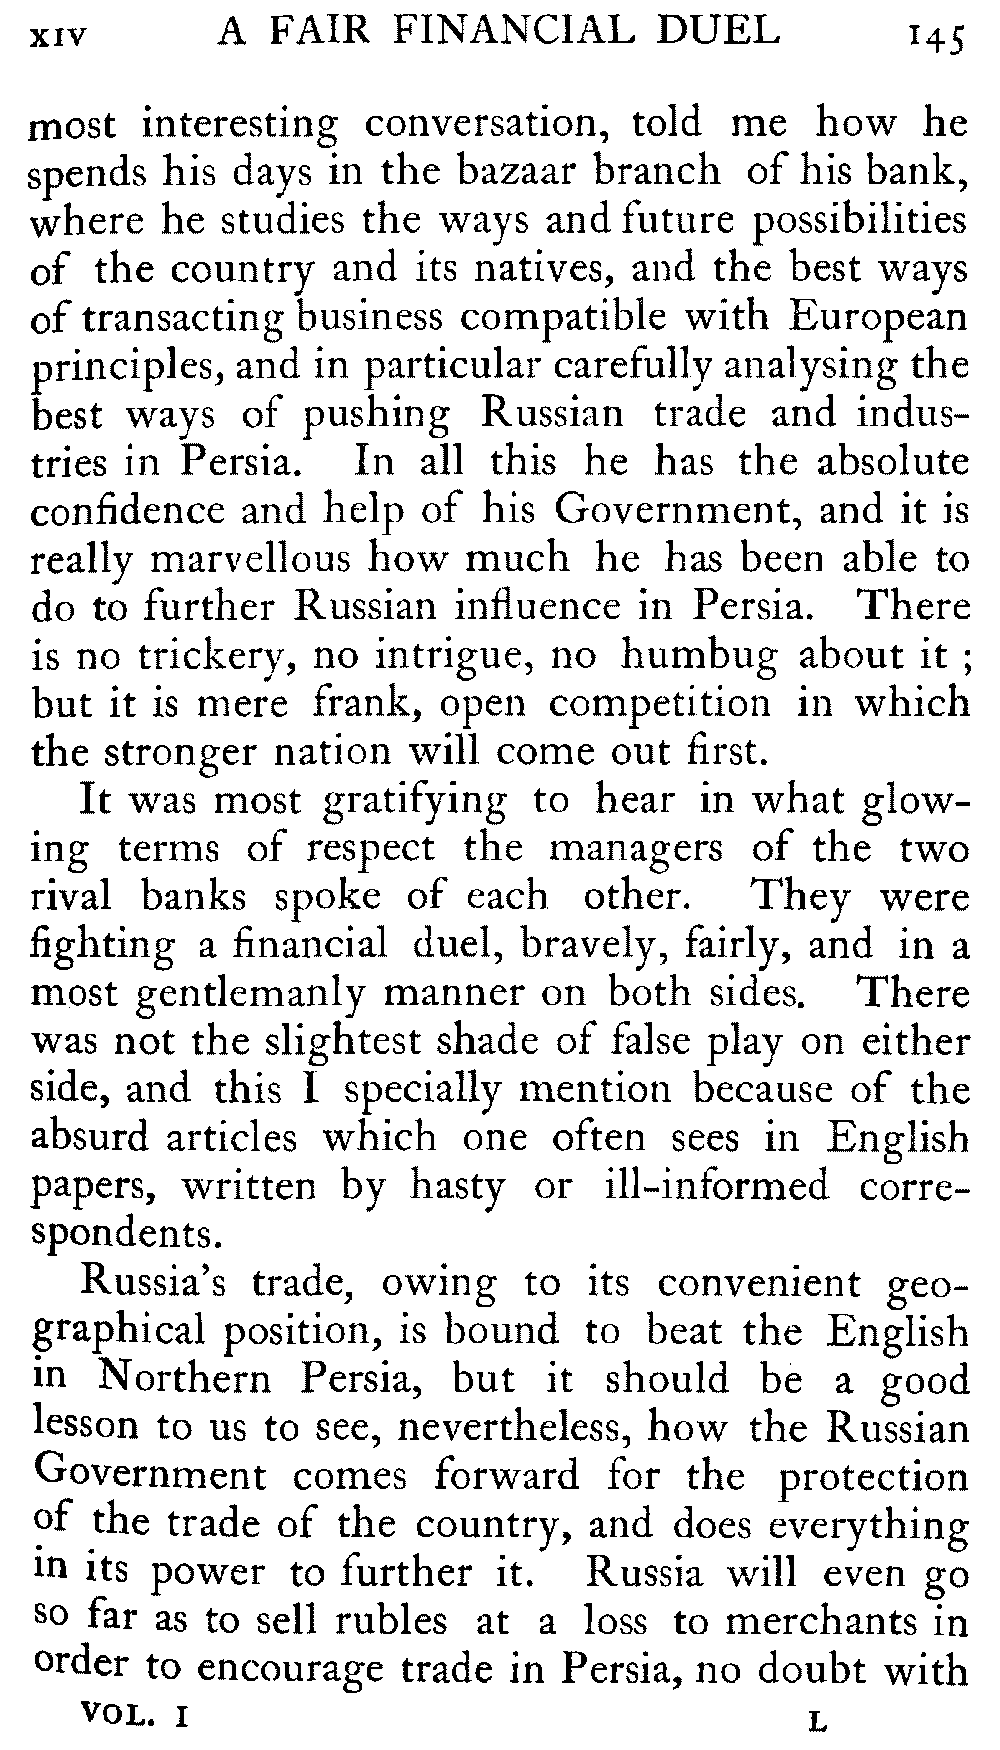 XIV A FAIR FINANCIAL DUEL 145
most interesting conversation, told me how he
spends his days in the bazaar branch of his bank,
where he studies the ways and future possibilities
of the country and its natives, and the best ways
of transacting business compatible with European
principles, and in particular carefully analysing the
best ways of pushing Russian trade and indus-
tries in Persia. In all this he has the absolute
confidence and help of his Government, and it is
really marvellous how much he has been able to
do to further Russian influence in Persia. There
is no trickery, no intrigue, no humbug about it ;
but it is mere frank, open competition in which
the stronger nation will come out first.
It was most gratifying to hear in what glow-
ing terms of respect the managers of the two
rival banks spoke of each other. They were
fighting a financial duel, bravely, fairly, and in a
most gentlemanly manner on both sides. There
was not the slightest shade of false play on either
side, and this I specially mention because of the
absurd articles which one often sees in English
papers, written by hasty or ill-informed corre-
spondents.
Russia's trade, owing to its convenient geo-
graphical position, is bound to beat the English
in Northern Persia, but it should be a good
lesson to us to see, nevertheless, how the Russian
Government comes forward for the protection
of the trade of the country, and does everything
in its power to further it. Russia will even go
so far as to sell rubles at a loss to merchants in
order to encourage trade in Persia, no doubt with
VOL. I L